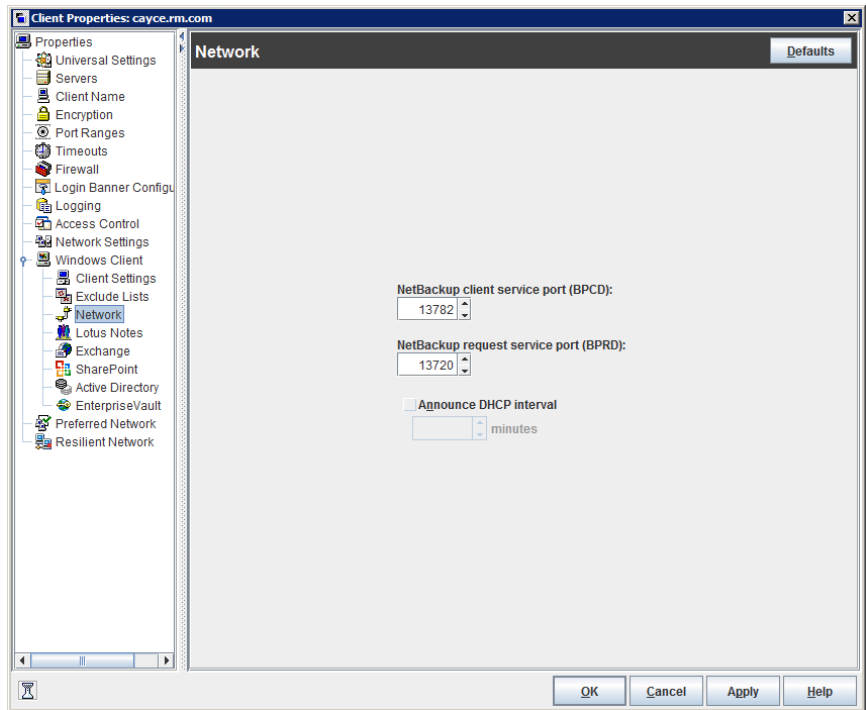 Client Properties: cayce.rm.com
Properties
Universal Settings
Servers
Client Name
Encryption
Port Ranges
Timeouts
Firewall
Login Banner Configu
Logging
Access Control
Network Settings
Windows Client
Client Settings
Exclude Lists
Network
Lotus Notes
Exchange
SharePoint
Active Directory
EnterpriseVault
Preferred Network
Resilient Network
Network
Defaults
NetBackup client service port (BPCD):
13782
NetBackup request service port (BPRD):
13720
Announce DHCP interval
minutes
OK
Cancel
Apply
Help